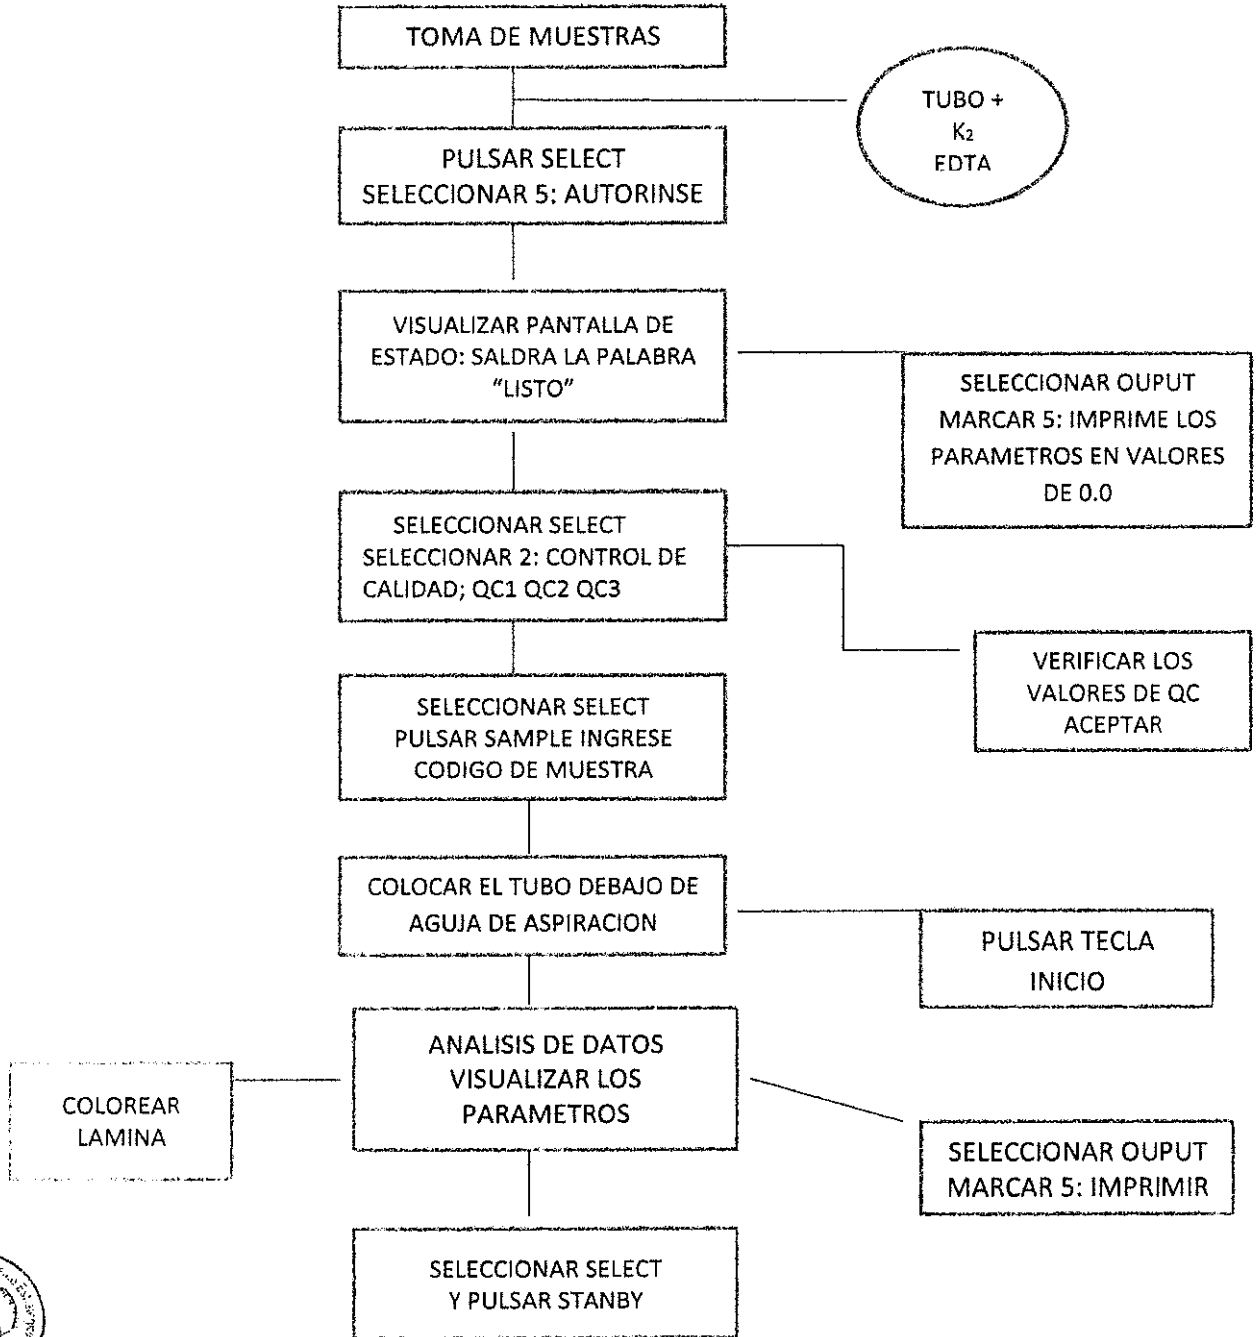 TOMA DE MUESTRAS
TUBO +
K₂
EDTA
PULSAR SELECT
SELECCIONAR 5: AUTORINSE
VISUALIZAR PANTALLA DE
ESTADO: SALDRA LA PALABRA
“LISTO”
SELECCIONAR OUPUT
MARCAR 5: IMPRIME LOS
PARAMETROS EN VALORES
DE 0.0
SELECCIONAR SELECT
SELECCIONAR 2: CONTROL DE
CALIDAD; QC1 QC2 QC3
VERIFICAR LOS
VALORES DE QC
ACEPTAR
SELECCIONAR SELECT
PULSAR SAMPLE INGRESE
CODIGO DE MUESTRA
COLOCAR EL TUBO DEBAJO DE
AGUJA DE ASPIRACION
PULSAR TECLA
INICIO
ANALISIS DE DATOS
VISUALIZAR LOS
PARAMETROS
COLOREAR
LAMINA
SELECCIONAR OUPUT
MARCAR 5: IMPRIMIR
SELECCIONAR SELECT
Y PULSAR STANBY